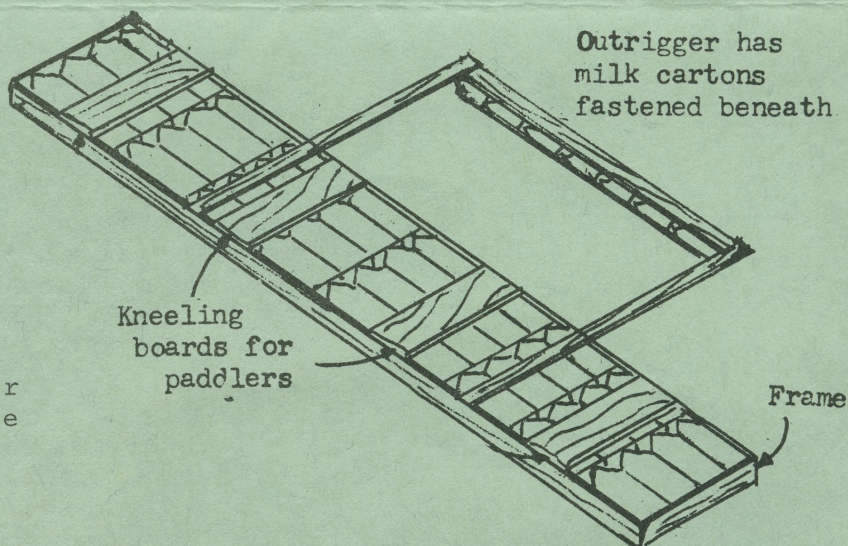 Outrigger has
milk cartons
fastened beneath
Kneeling
boards for
paddlers
r
e
Frame